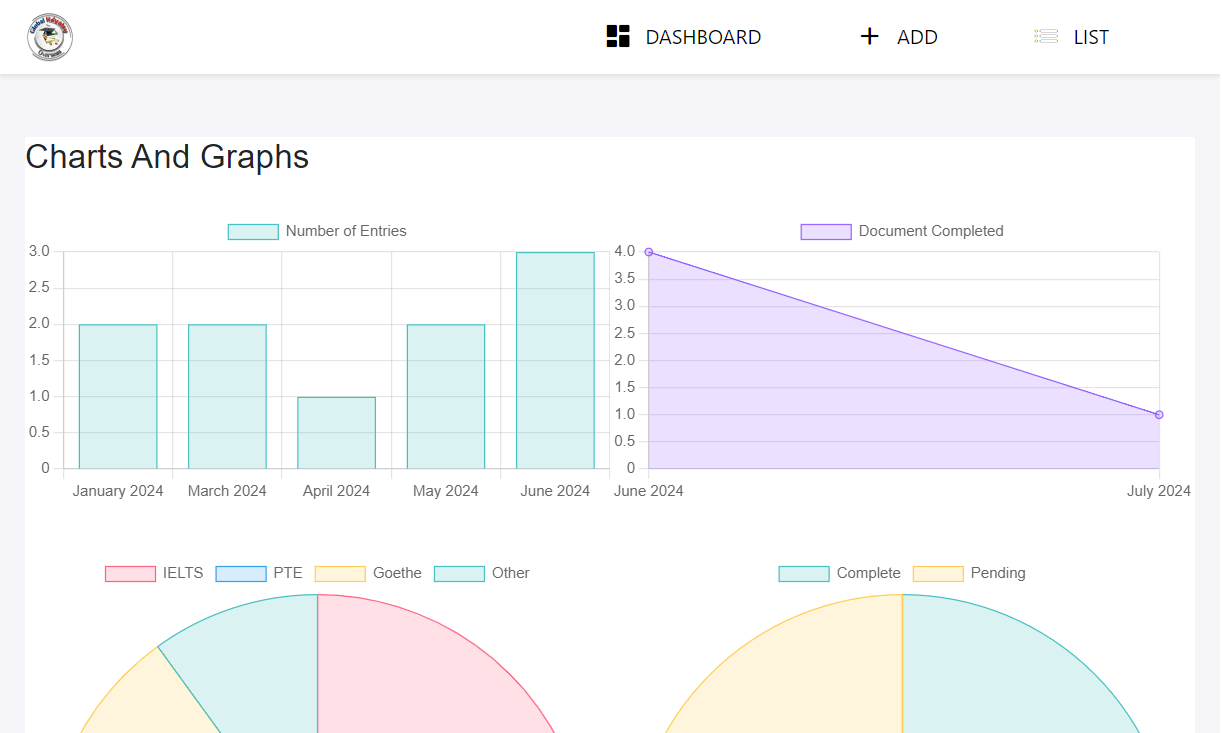 DASHBOARD
ADD
LIST
Charts And Graphs
Number of Entries
3.0
2.5
2.0
1.5
1.0
0.5
0
January 2024 March 2024 April 2024 May 2024 June 2024
Document Completed
4.0
3.5
3.0
2.5
2.0
1.5
1.0
0.5
0
June 2024 July 2024
IELTS PTE Goethe Other
Complete Pending